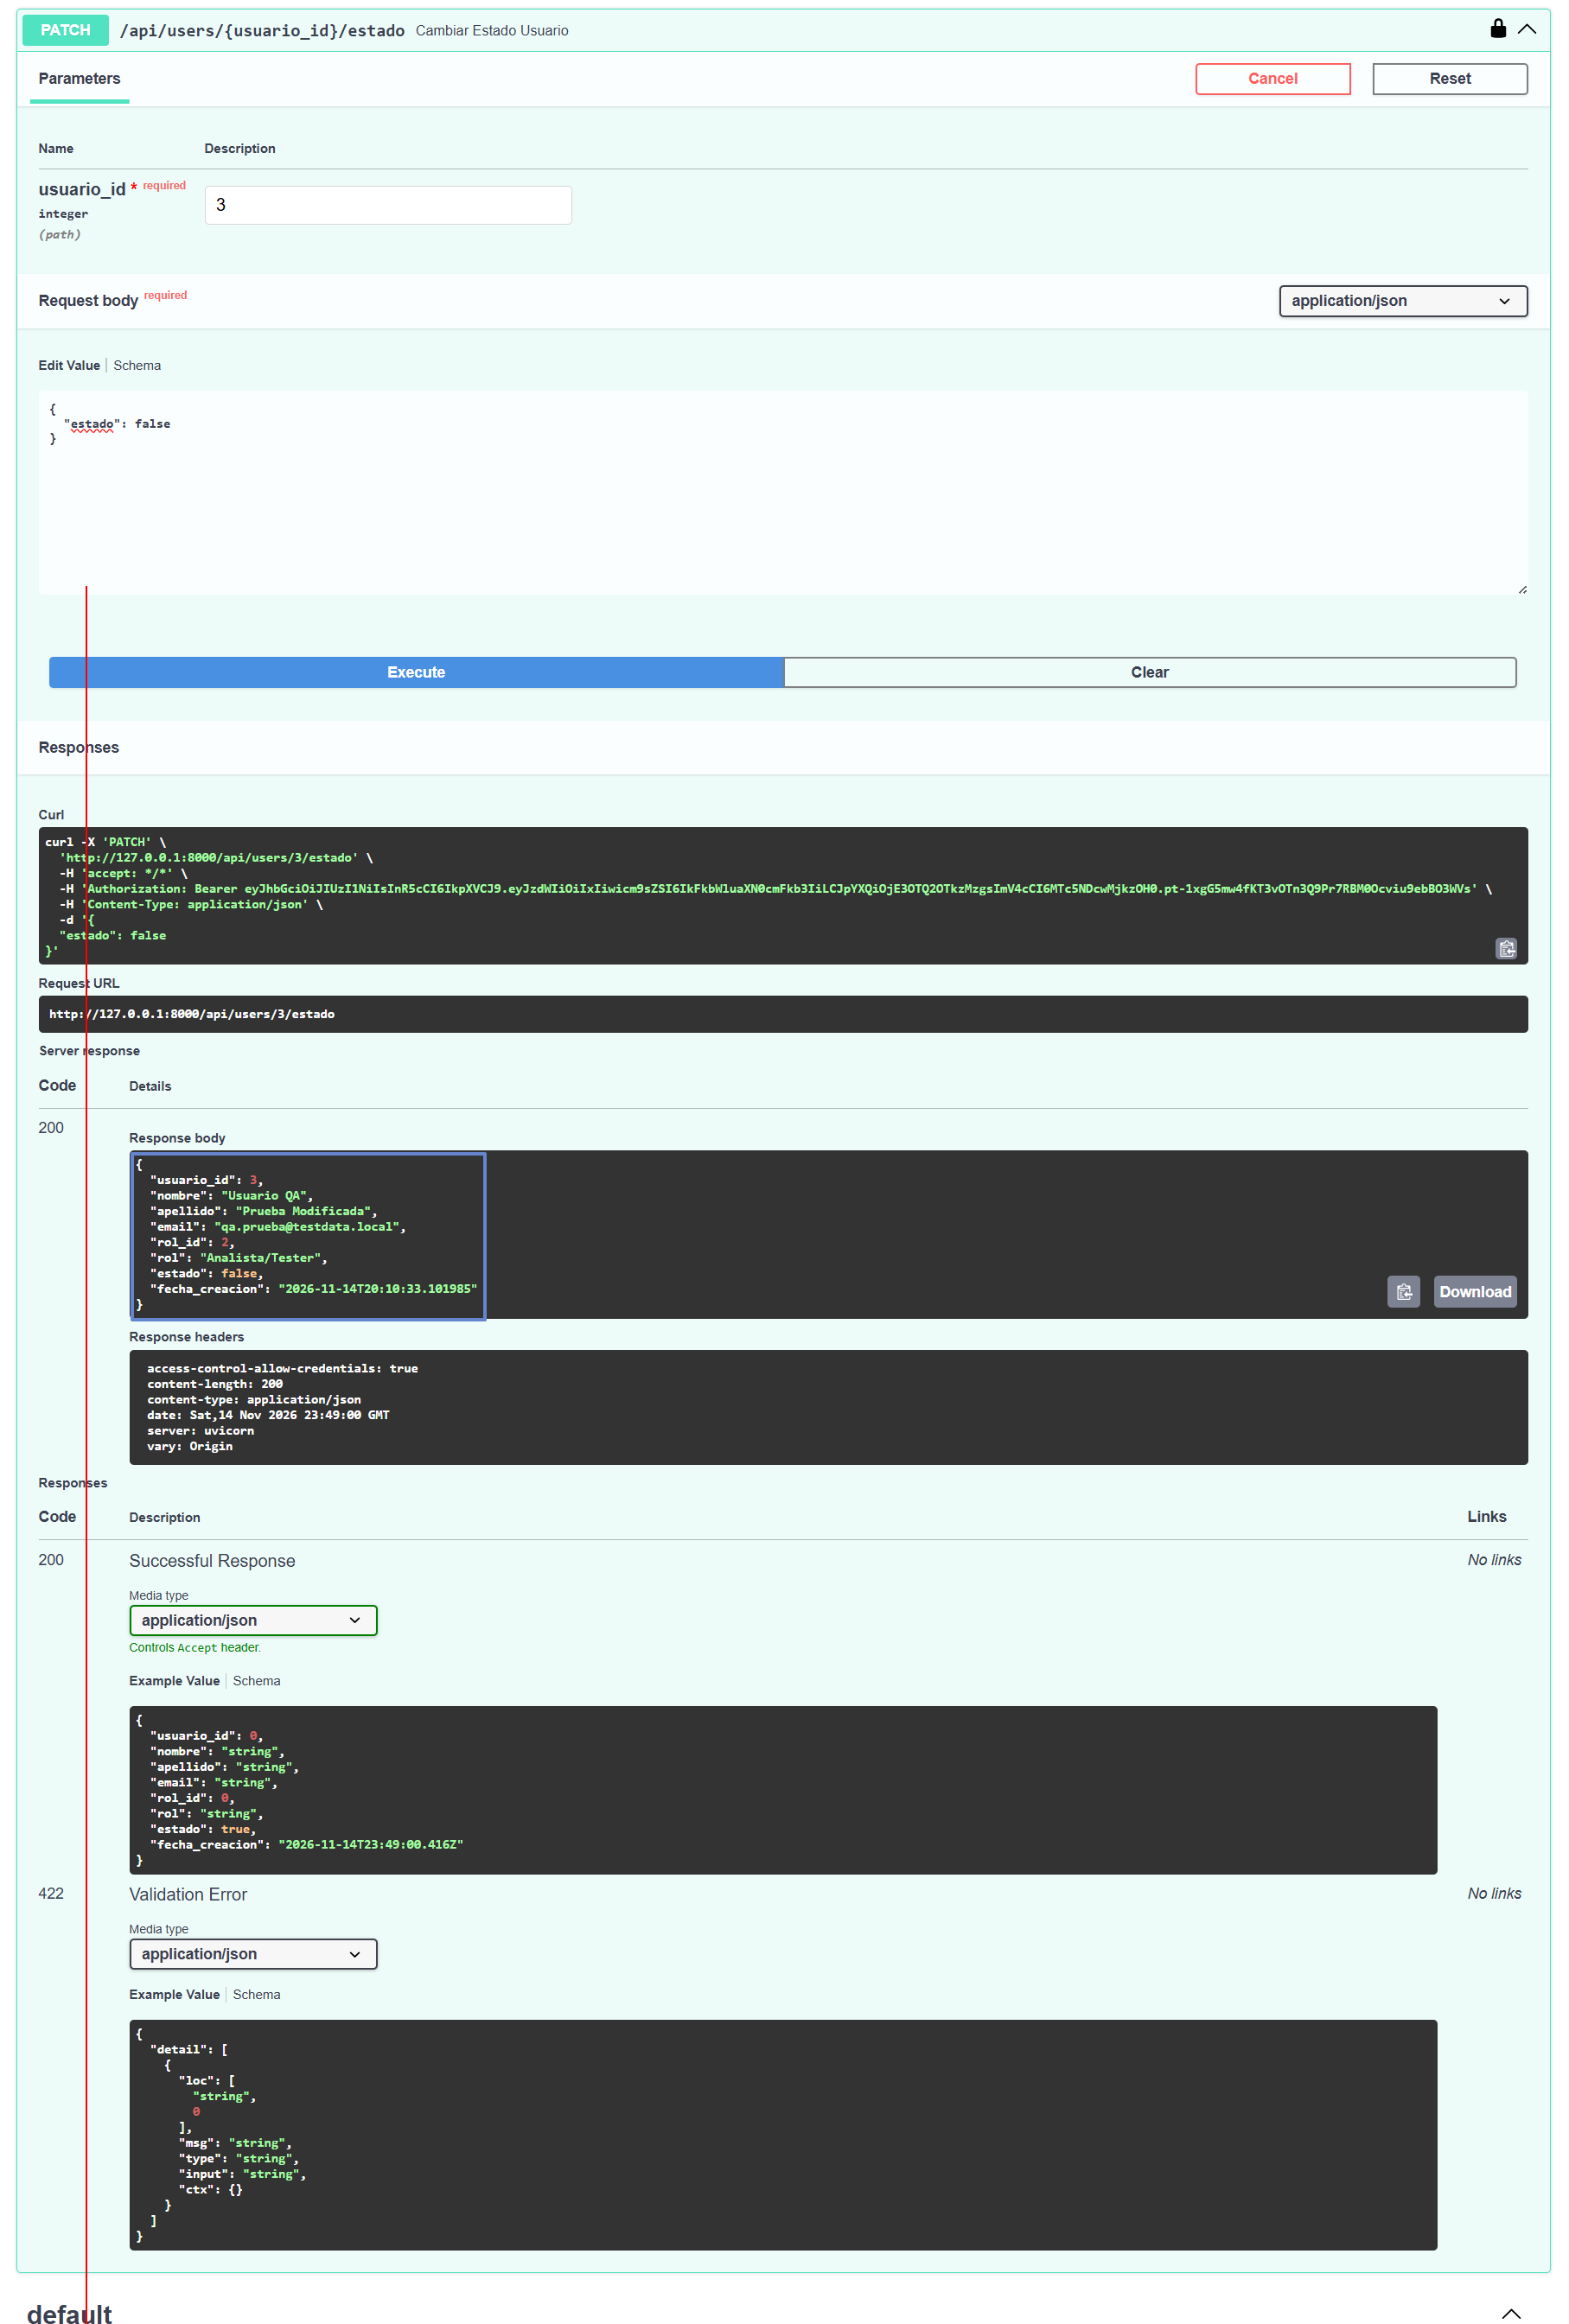 PATCH /api/users/{usuario_id}/estado Cambiar Estado Usuario
Parameters
Cancel
Reset
Name Description
usuario_id * required
integer
(path)
3
Request body required
application/json
Edit Value | Schema
{
  "estado": false
}
Execute
Clear
Responses
Curl
curl -X 'PATCH' \
  'http://127.0.0.1:8000/api/users/3/estado' \
  -H 'accept: */*' \
  -H 'Authorization: Bearer eyJhbGciOiJIUzI1NiIsInR5cCI6IkpXVCJ9.eyJzdWIiOiIxIiwicm9sZSI6IkFkbWluaXN0cmFkb3IiLCJpYXQiOjE3OTQ2OTkzMzgsImV4cCI6MTc5NDcwMjkzOH0.pt-1xgG5mw4fKT3vOTn3Q9Pr7RBM0Ocviu9ebBO3WVs' \
  -H 'Content-Type: application/json' \
  -d '{
  "estado": false
}'
Request URL
http://127.0.0.1:8000/api/users/3/estado
Server response
Code Details
200
Response body
{
  "usuario_id": 3,
  "nombre": "Usuario QA",
  "apellido": "Prueba Modificada",
  "email": "qa.prueba@testdata.local",
  "rol_id": 2,
  "rol": "Analista/Tester",
  "estado": false,
  "fecha_creacion": "2026-11-14T20:10:33.101985"
}
Download
Response headers
access-control-allow-credentials: true
content-length: 200
content-type: application/json
date: Sat,14 Nov 2026 23:49:00 GMT
server: uvicorn
vary: Origin
Responses
Code Description Links
200 Successful Response No links
Media type
application/json
Controls Accept header.
Example Value | Schema
{
  "usuario_id": 0,
  "nombre": "string",
  "apellido": "string",
  "email": "string",
  "rol_id": 0,
  "rol": "string",
  "estado": true,
  "fecha_creacion": "2026-11-14T23:49:00.416Z"
}
422 Validation Error No links
Media type
application/json
Example Value | Schema
{
  "detail": [
    {
      "loc": [
        "string",
        0
      ],
      "msg": "string",
      "type": "string",
      "input": "string",
      "ctx": {}
    }
  ]
}
default